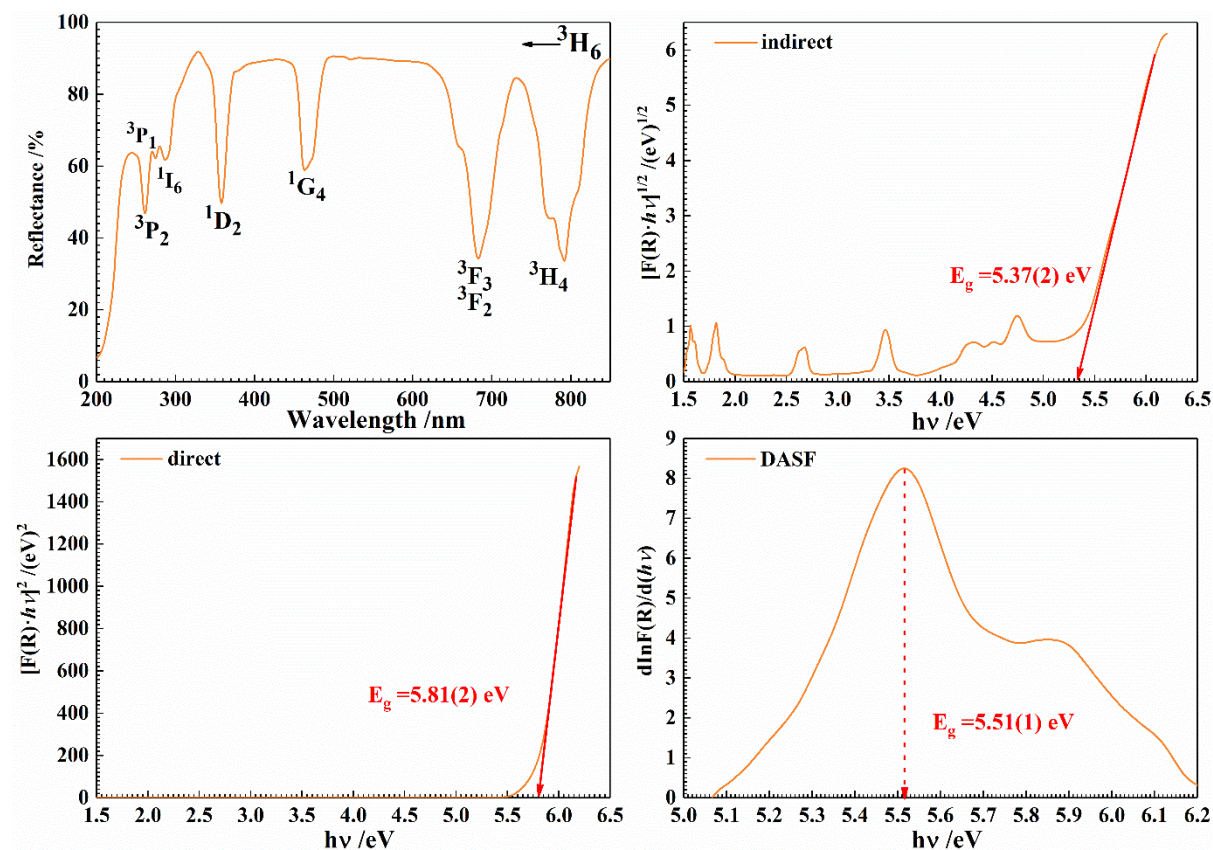 100
80
60
40
20
0
Reflectance /%
³H₆
³P₁
¹I₆
³P₂
¹D₂
¹G₄
³F₃
³F₂
³H₄
200 300 400 500 600 700 800
Wavelength /nm
indirect
6
5
4
3
2
1
0
[F(R)·hν]¹/² /(eV)¹/²
E_g =5.37(2) eV
1.5 2.0 2.5 3.0 3.5 4.0 4.5 5.0 5.5 6.0 6.5
hν /eV
direct
1600
1400
1200
1000
800
600
400
200
0
[F(R)·hν]² /(eV)²
E_g =5.81(2) eV
1.5 2.0 2.5 3.0 3.5 4.0 4.5 5.0 5.5 6.0 6.5
hν /eV
DASF
9
8
7
6
5
4
3
2
1
0
dlnF(R)/d(hν)
E_g =5.51(1) eV
5.0 5.1 5.2 5.3 5.4 5.5 5.6 5.7 5.8 5.9 6.0 6.1 6.2
hν /eV